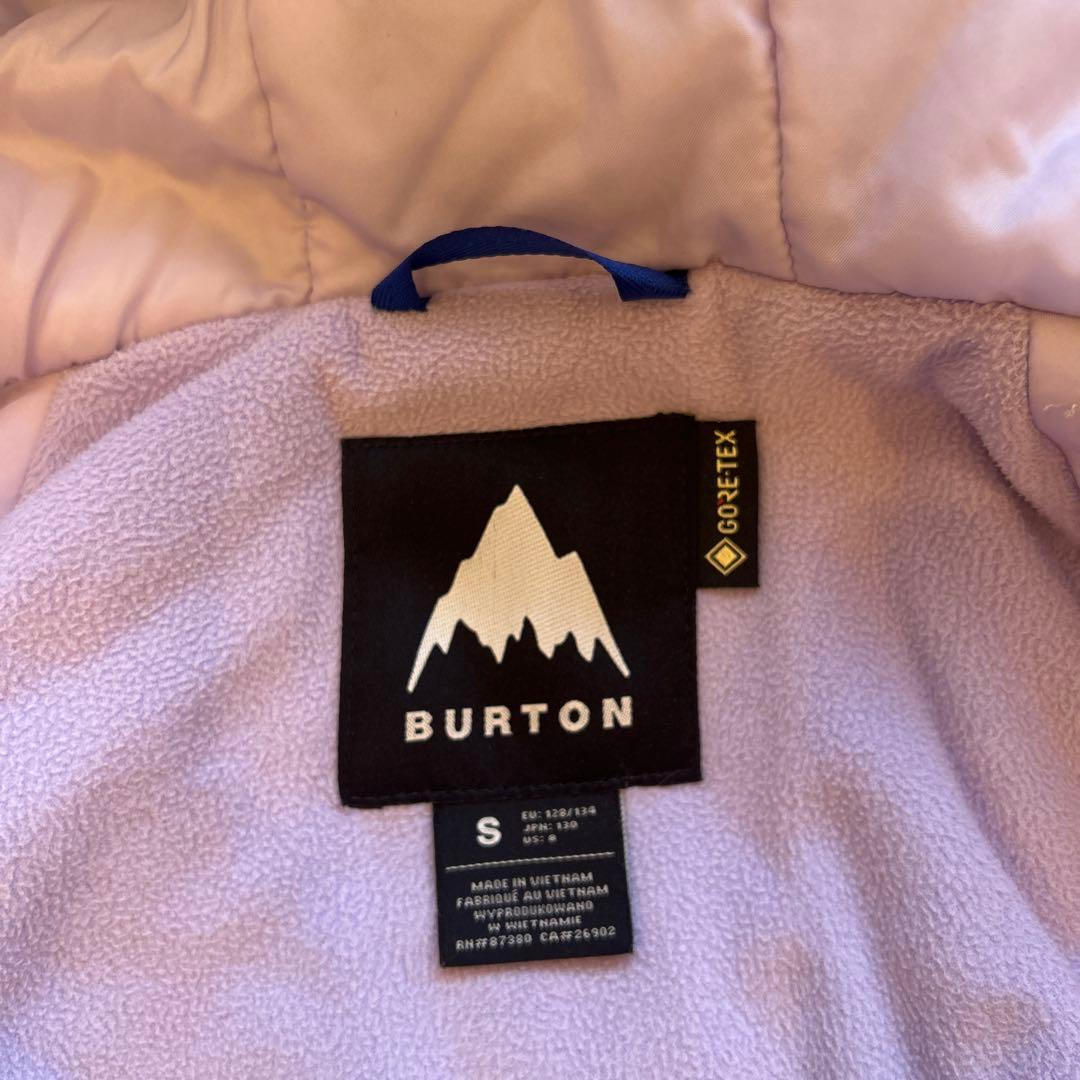 GORE-TEX
BURTON
S
EU: 128/134
JPN: 130
US: 8
MADE IN VIETNAM
FABRIQUÉ AU VIETNAM
WYPRODUKOWANO
W WIETNAMIE
RN#87380 CA#26902